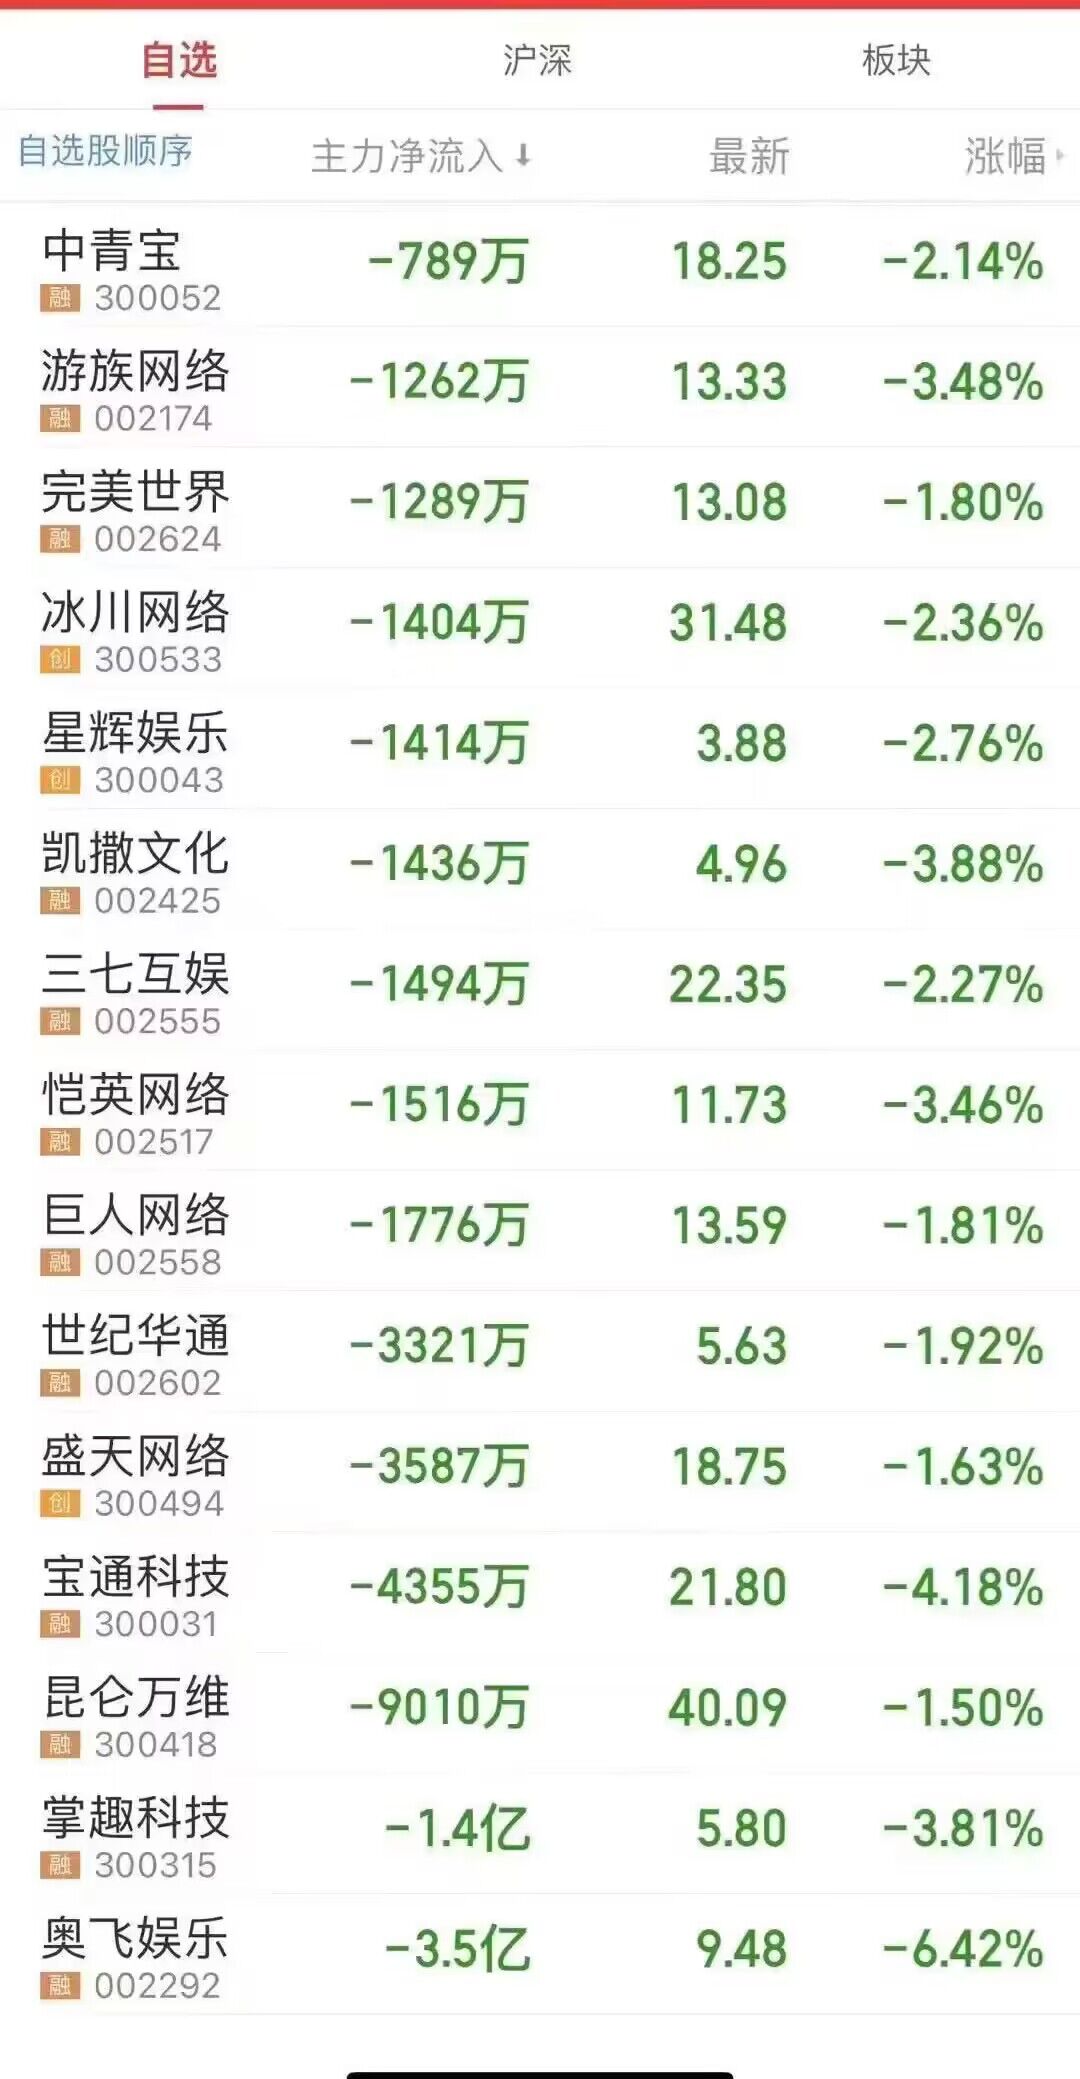 自选 沪深 板块
自选股顺序 主力净流入 ↓ 最新 涨幅
中青宝 -789万 18.25 -2.14%
融 300052
游族网络 -1262万 13.33 -3.48%
融 002174
完美世界 -1289万 13.08 -1.80%
融 002624
冰川网络 -1404万 31.48 -2.36%
创 300533
星辉娱乐 -1414万 3.88 -2.76%
创 300043
凯撒文化 -1436万 4.96 -3.88%
融 002425
三七互娱 -1494万 22.35 -2.27%
融 002555
恺英网络 -1516万 11.73 -3.46%
融 002517
巨人网络 -1776万 13.59 -1.81%
融 002558
世纪华通 -3321万 5.63 -1.92%
融 002602
盛天网络 -3587万 18.75 -1.63%
创 300494
宝通科技 -4355万 21.80 -4.18%
融 300031
昆仑万维 -9010万 40.09 -1.50%
融 300418
掌趣科技 -1.4亿 5.80 -3.81%
融 300315
奥飞娱乐 -3.5亿 9.48 -6.42%
融 002292